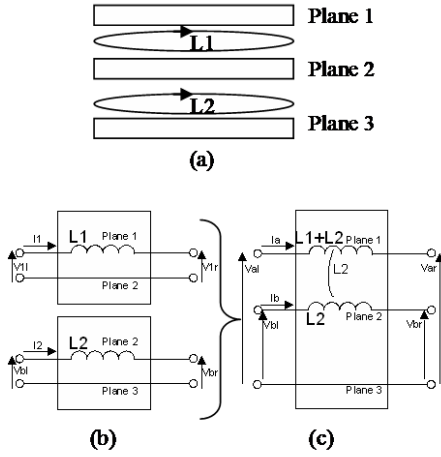 Plane 1
L1
Plane 2
L2
Plane 3
(a)
I1
L1 Plane 1
V1l
V1r
Plane 2
I2
L2 Plane 2
Vbl
Vbr
Plane 3
(b)
Ia
L1+L2 Plane 1
Val
L2
Var
Ib
Vbl
L2 Plane 2
Vbr
Plane 3
(c)